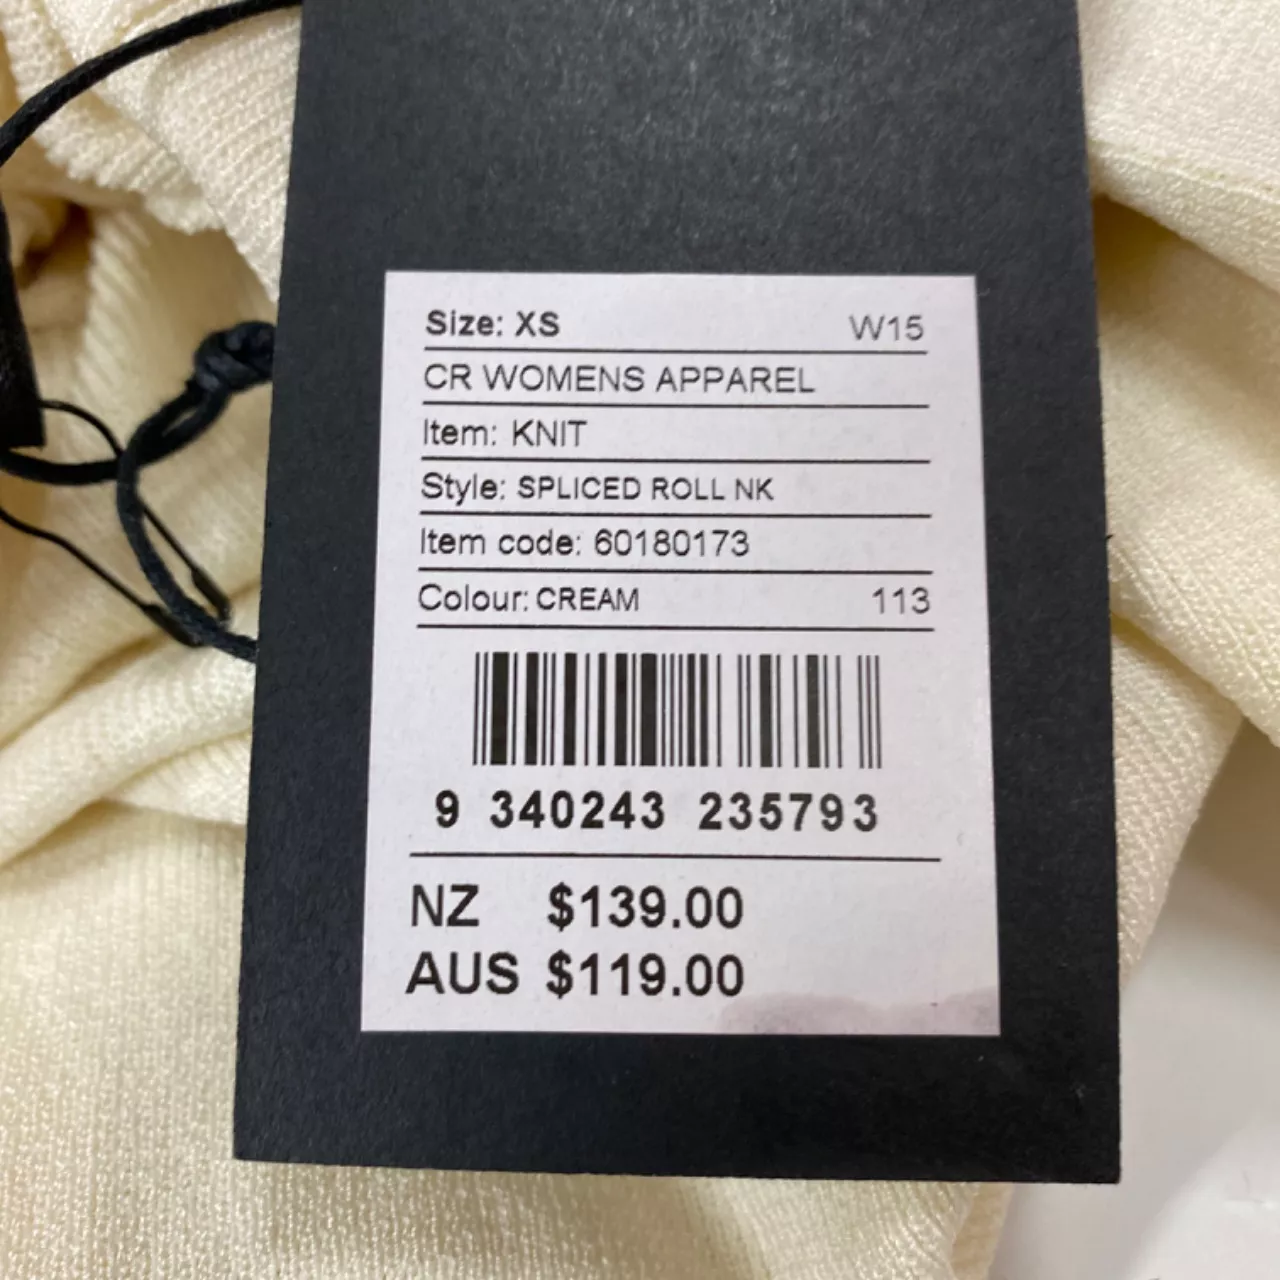 Size: XS W15
CR WOMENS APPAREL
Item: KNIT
Style: SPLICED ROLL NK
Item code: 60180173
Colour: CREAM 113
9 340243 235793
NZ $139.00
AUS $119.00